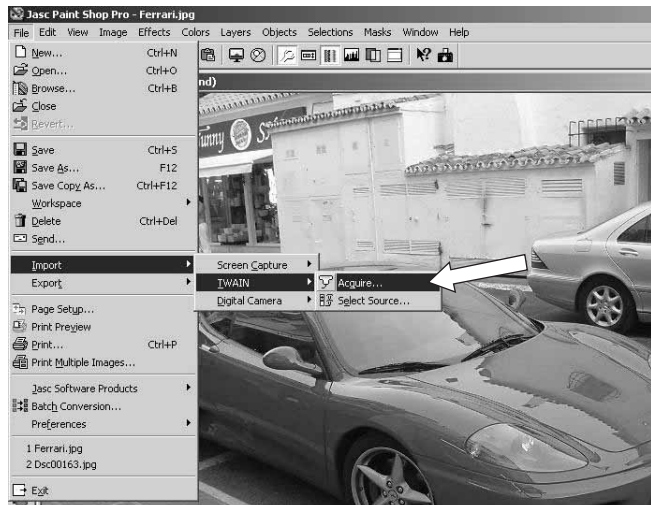 Jasc Paint Shop Pro - Ferrari.jpg
File Edit View Image Effects Colors Layers Objects Selections Masks Window Help
New... Ctrl+N
Open... Ctrl+O
Browse... Ctrl+B
Close
Revert...
Save Ctrl+S
Save As... F12
Save Copy As... Ctrl+F12
Workspace
Delete Ctrl+Del
Send...
Import
Export
Page Setup...
Print Preview
Print... Ctrl+P
Print Multiple Images...
Jasc Software Products
Batch Conversion...
Preferences
1 Ferrari.jpg
2 Dsc00163.jpg
Exit
Screen Capture
TWAIN
Digital Camera
Acquire...
Select Source...
nd)
unny